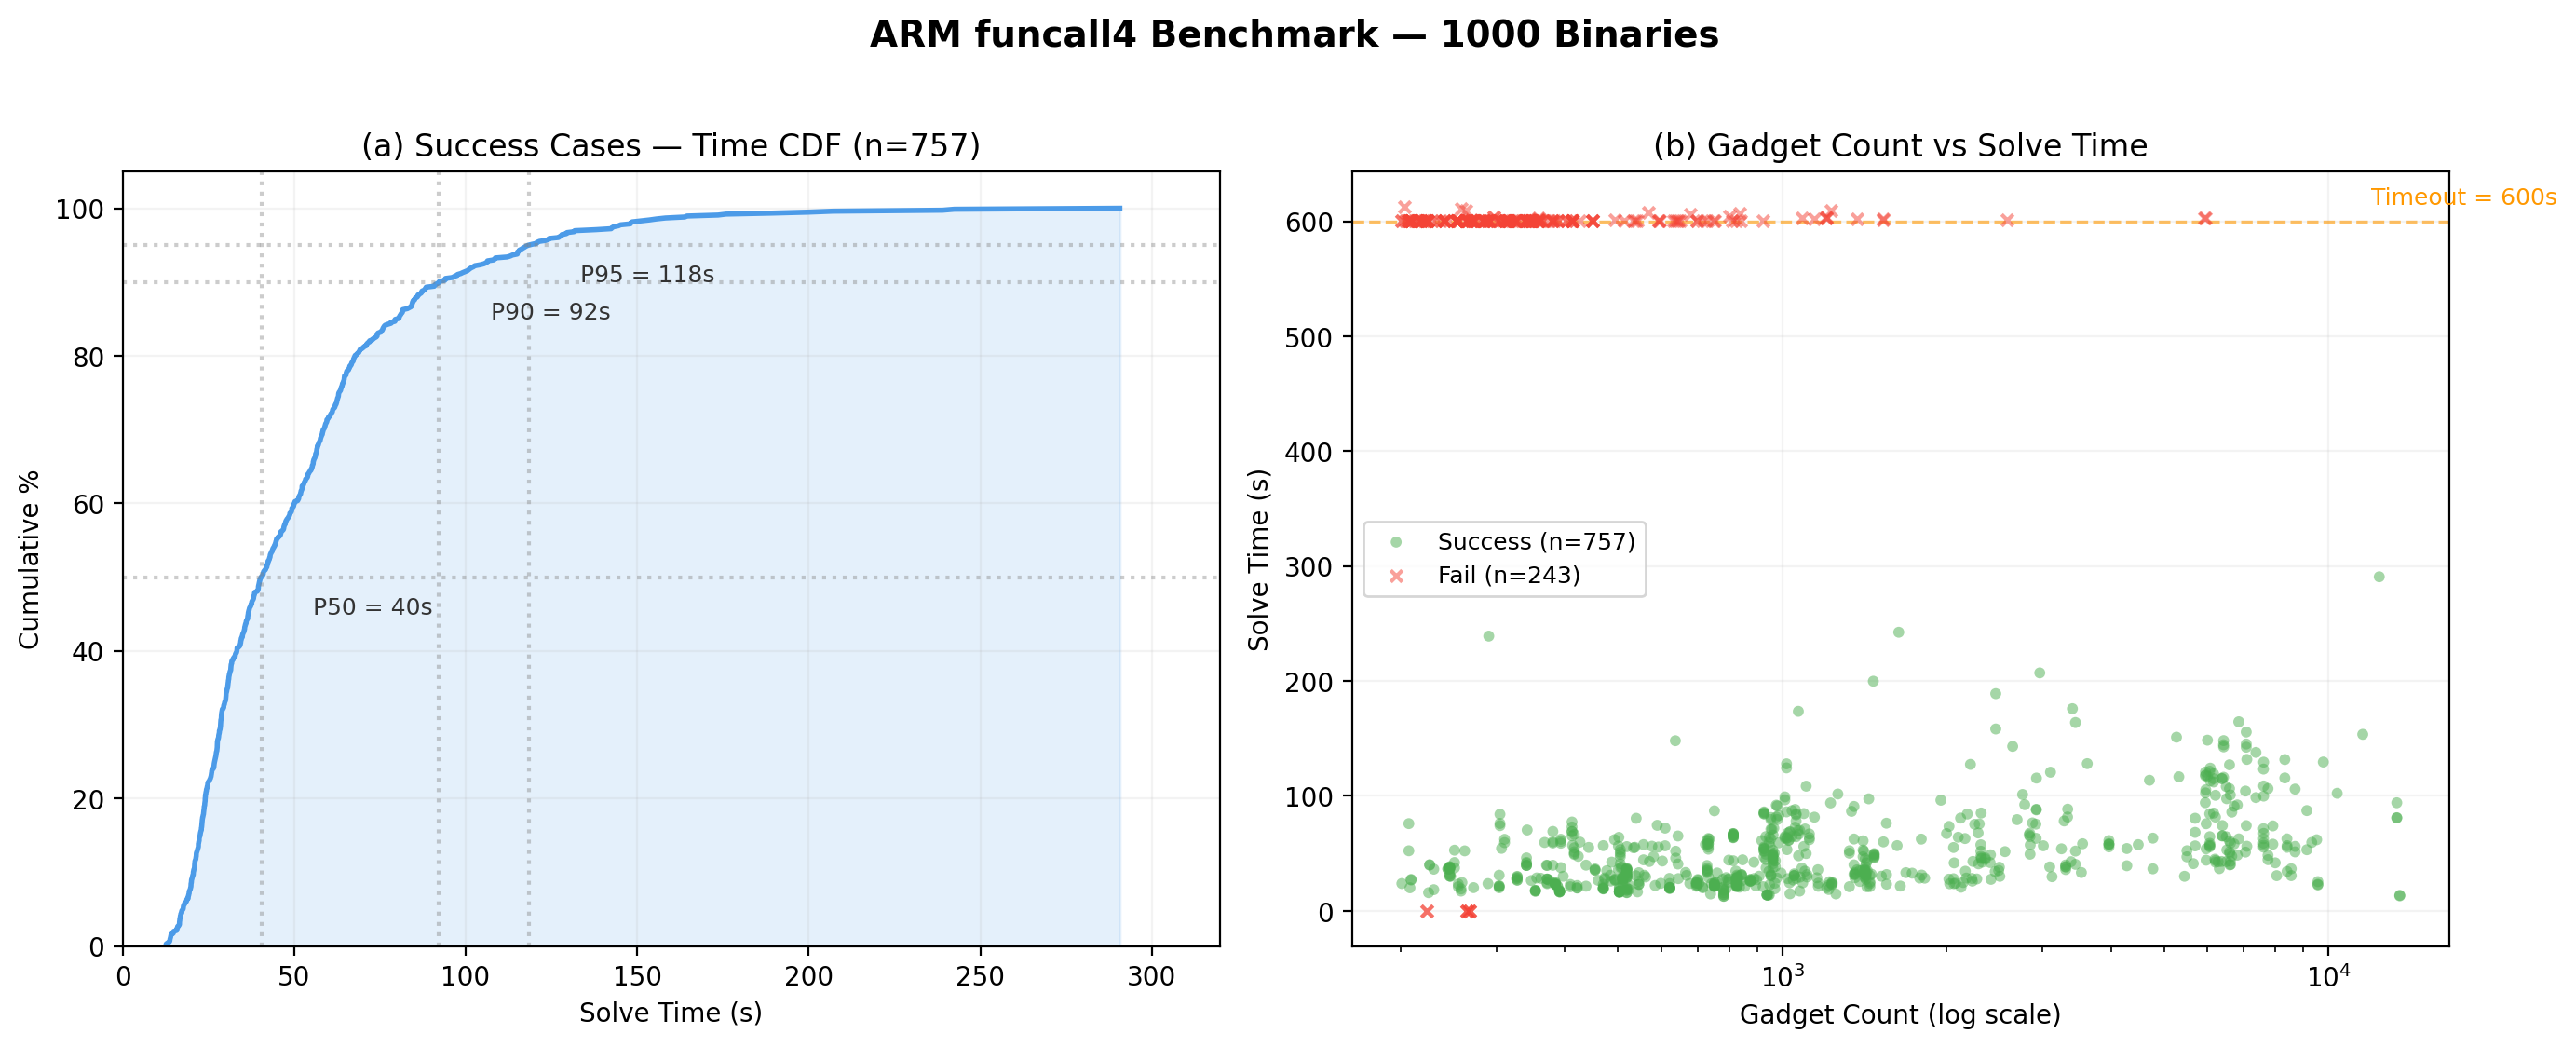 ARM funcall4 Benchmark — 1000 Binaries
(a) Success Cases — Time CDF (n=757)
100
80
60
40
20
0
Cumulative %
P95 = 118s
P90 = 92s
P50 = 40s
0 50 100 150 200 250 300
Solve Time (s)
(b) Gadget Count vs Solve Time
Timeout = 600s
600
500
400
300
200
100
0
Solve Time (s)
Success (n=757)
Fail (n=243)
10³ 10⁴
Gadget Count (log scale)